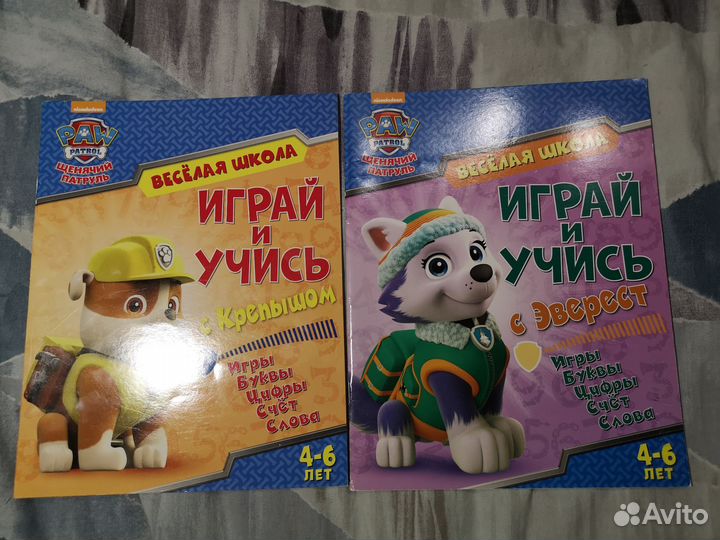 nickelodeon
PAW
PATROL
ЩЕНЯЧИЙ
ПАТРУЛЬ
ВЕСЁЛАЯ ШКОЛА
ИГРАЙ
И
УЧИСЬ
с Крепышом
Игры
Буквы
Цифры
Счёт
Слова
4-6
ЛЕТ
nickelodeon
PAW
PATROL
ЩЕНЯЧИЙ
ПАТРУЛЬ
ВЕСЁЛАЯ ШКОЛА
ИГРАЙ
И
УЧИСЬ
с Эверест
Игры
Буквы
Цифры
Счёт
Слова
4-6
ЛЕТ
Avito